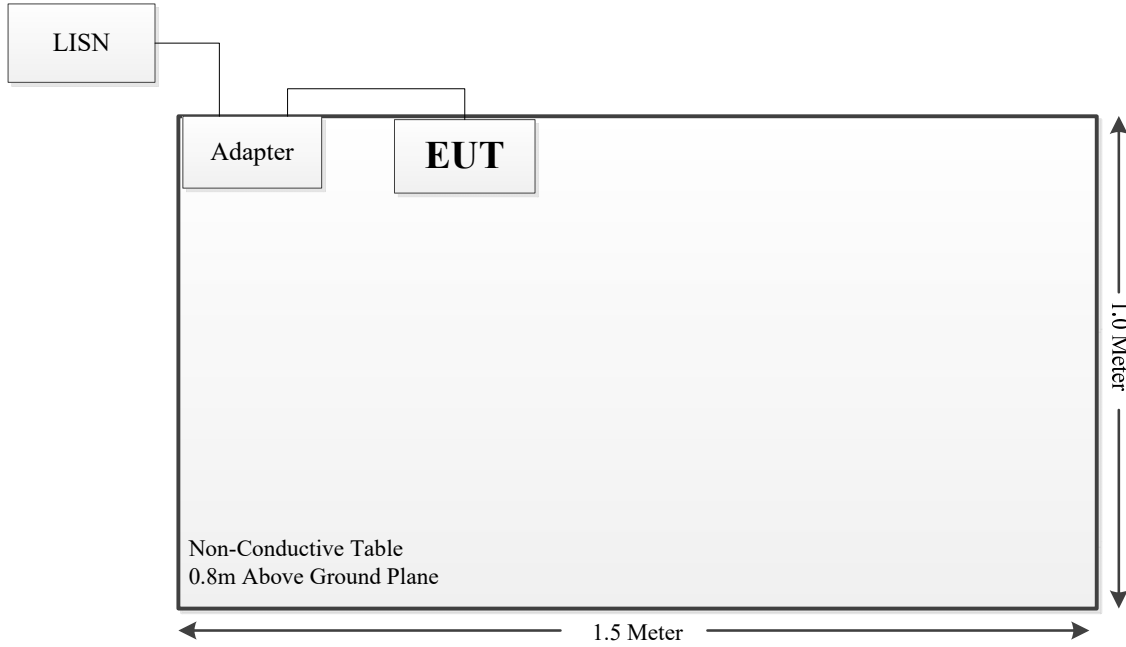 LISN
Adapter
EUT
1.0 Meter
Non-Conductive Table
0.8m Above Ground Plane
1.5 Meter